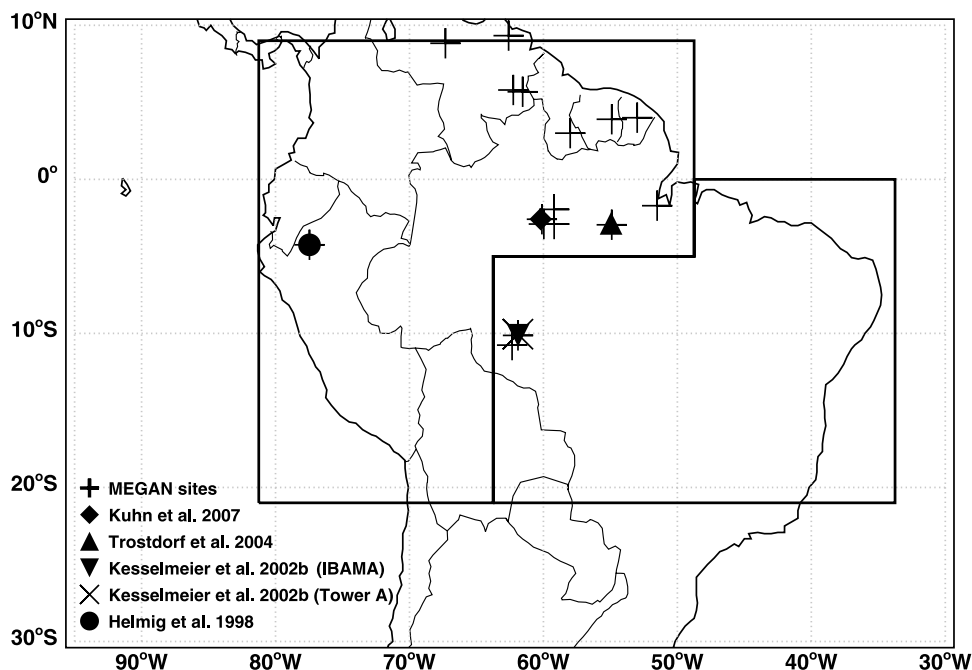 10°N
0°
10°S
20°S
30°S
MEGAN sites
Kuhn et al. 2007
Trostdorf et al. 2004
Kesselmeier et al. 2002b (IBAMA)
Kesselmeier et al. 2002b (Tower A)
Helmig et al. 1998
90°W 80°W 70°W 60°W 50°W 40°W 30°W